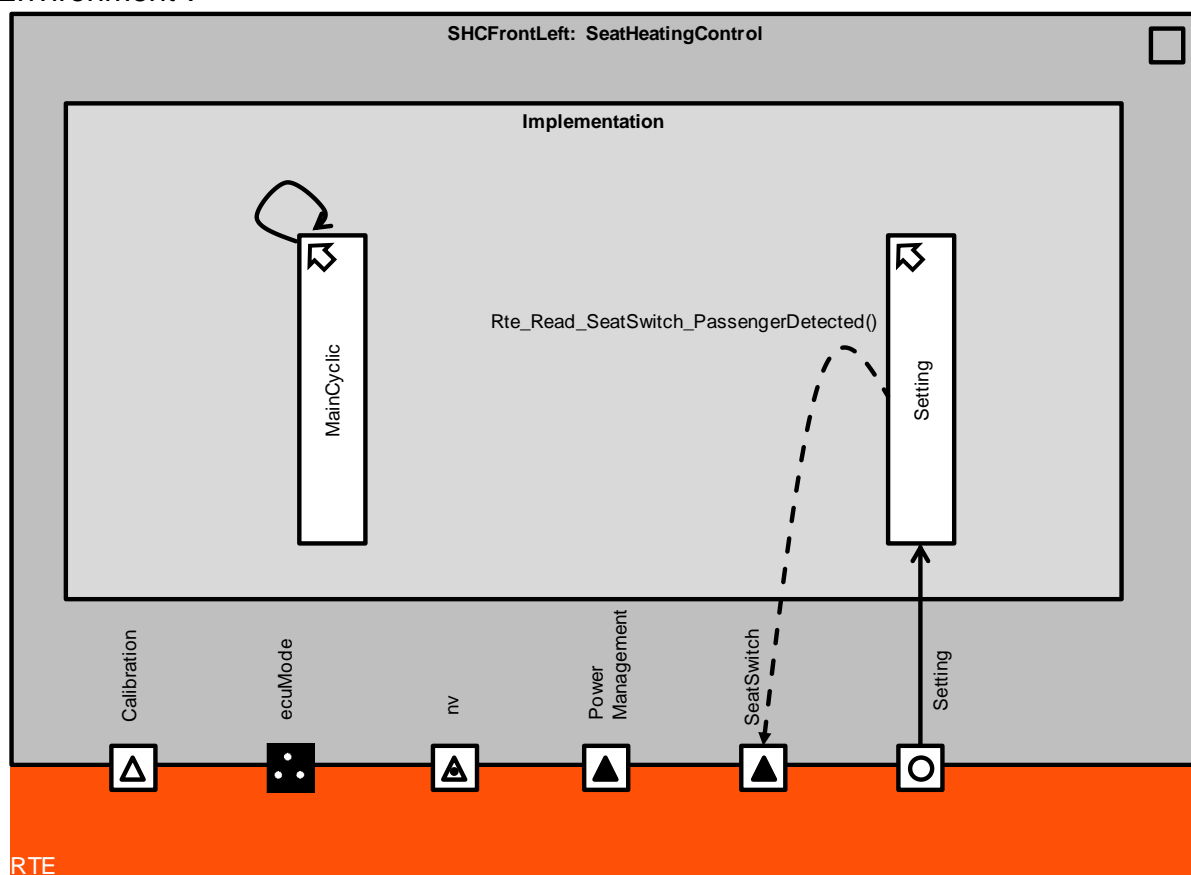 SHCFrontLeft: SeatHeatingControl
Implementation
Rte_Read_SeatSwitch_PassengerDetected()
MainCyclic
Setting
Calibration
ecuMode
nv
Power
Management
SeatSwitch
Setting
RTE